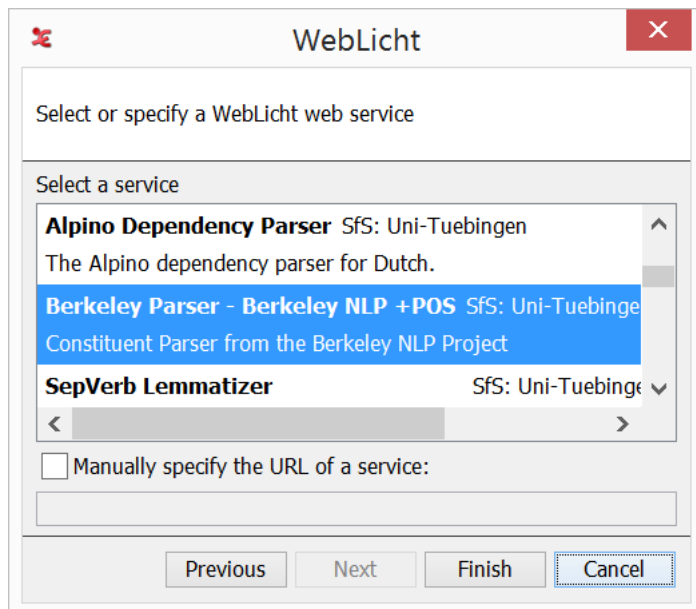 WebLicht
Select or specify a WebLicht web service
Select a service
Alpino Dependency Parser SfS: Uni-Tuebingen
The Alpino dependency parser for Dutch.
Berkeley Parser - Berkeley NLP +POS SfS: Uni-Tuebinge
Constituent Parser from the Berkeley NLP Project
SepVerb Lemmatizer SfS: Uni-Tuebinge
Manually specify the URL of a service:
Previous Next Finish Cancel